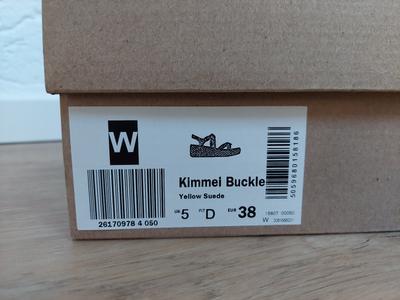 W
Kimmei Buckle
Yellow Suede
UK 5 FIT D EUR 38
26170978 4 050
5059680158186
W